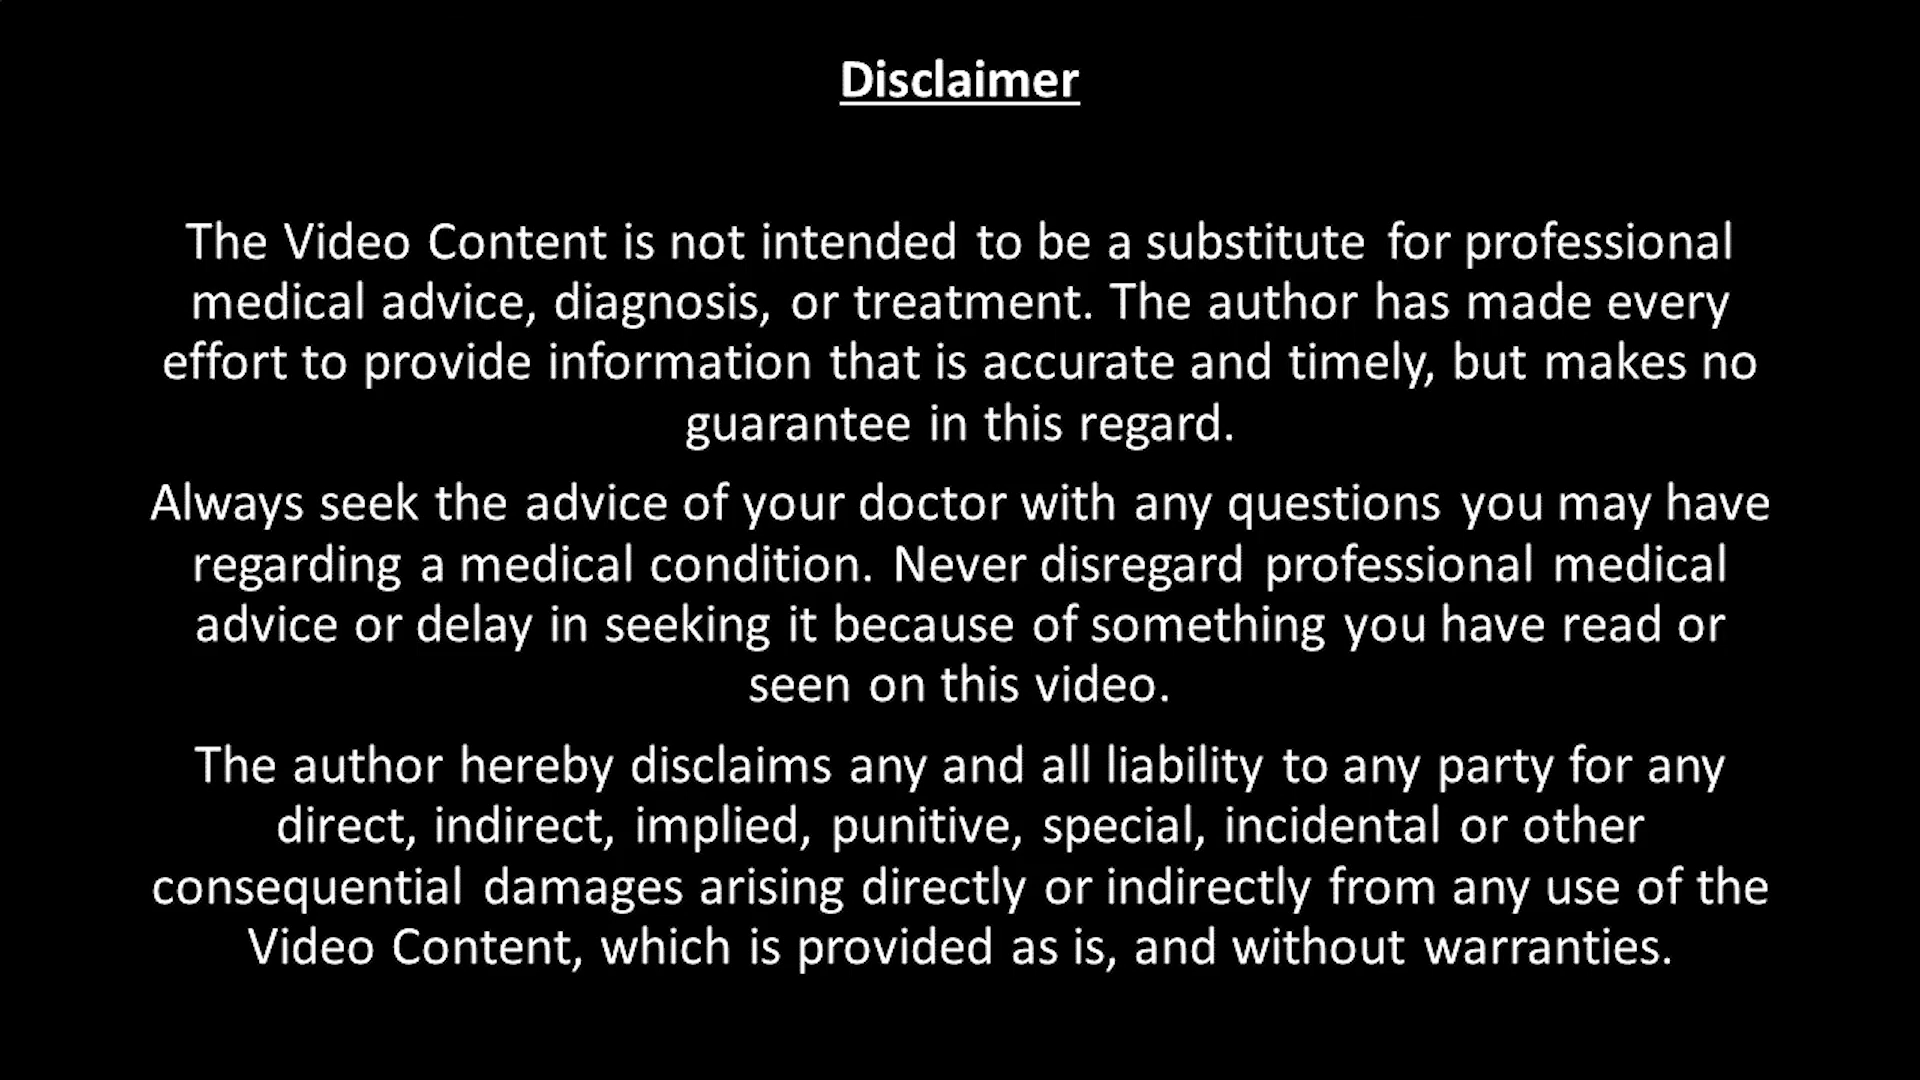 Disclaimer
The Video Content is not intended to be a substitute for professional
medical advice, diagnosis, or treatment. The author has made every
effort to provide information that is accurate and timely, but makes no
guarantee in this regard.
Always seek the advice of your doctor with any questions you may have
regarding a medical condition. Never disregard professional medical
advice or delay in seeking it because of something you have read or
seen on this video.
The author hereby disclaims any and all liability to any party for any
direct, indirect, implied, punitive, special, incidental or other
consequential damages arising directly or indirectly from any use of the
Video Content, which is provided as is, and without warranties.